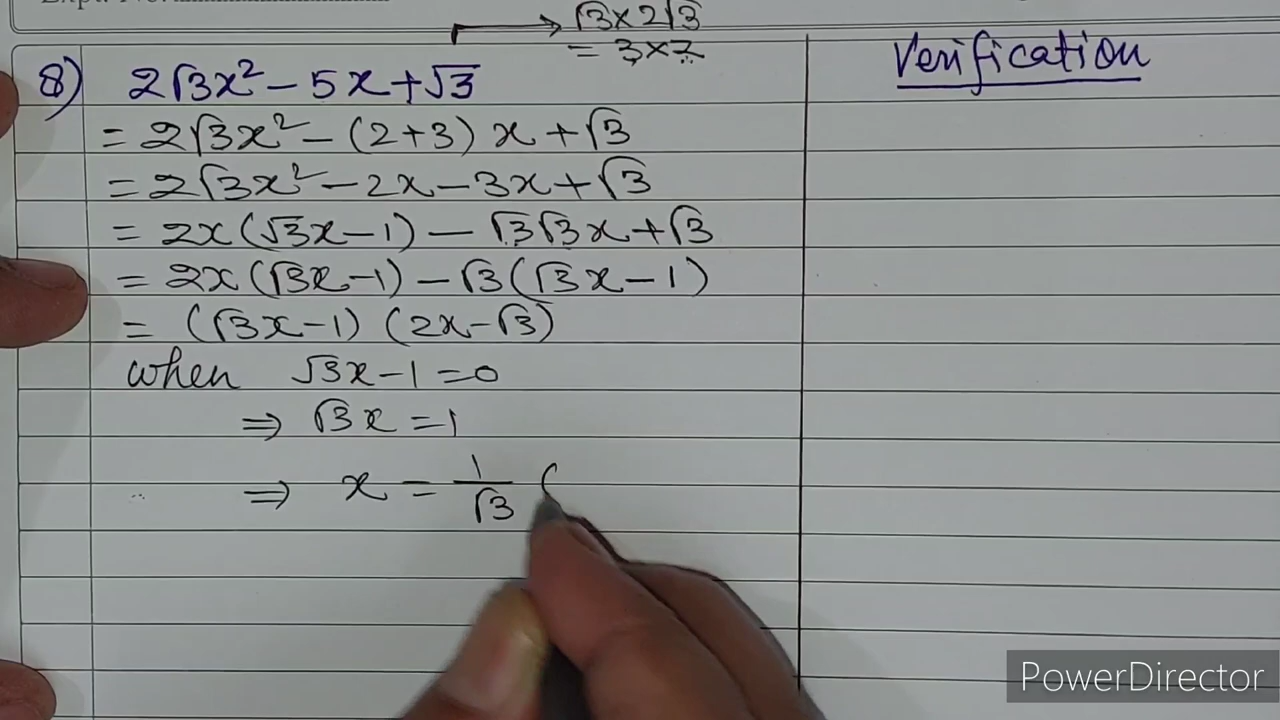 √3×2√3
= 3×2
Verification
8) 2√3x² - 5x + √3
= 2√3x² - (2+3) x + √3
= 2√3x² - 2x - 3x + √3
= 2x(√3x-1) - √3√3x + √3
= 2x(√3x-1) - √3(√3x-1)
= (√3x-1) (2x-√3)
when √3x-1=0
⇒ √3x = 1
⇒ x = 1/√3 (
PowerDirector